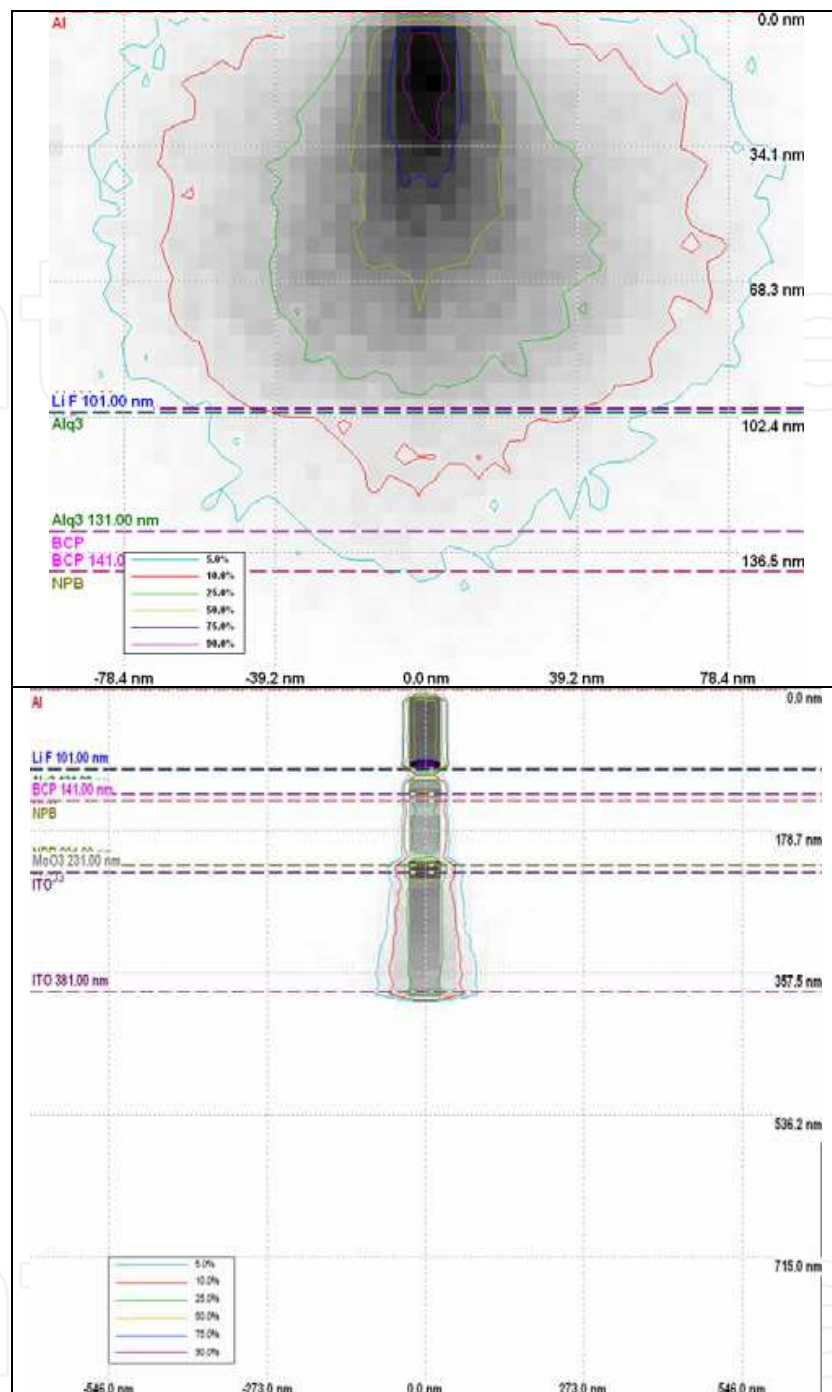 Al
0.0 nm
34.1 nm
68.3 nm
Li F 101.00 nm
Alq3
102.4 nm
Alq3 131.00 nm
BCP
BCP 141.0
136.5 nm
NPB
5.0%
10.0%
25.0%
50.0%
75.0%
90.0%
-78.4 nm -39.2 nm 0.0 nm 39.2 nm 78.4 nm
Al
0.0 nm
Li F 101.00 nm
BCP 141.00 nm
NPB
178.7 nm
MoO3 231.00 nm
ITO
ITO 381.00 nm
357.5 nm
536.2 nm
715.0 nm
5.0%
10.0%
25.0%
50.0%
75.0%
90.0%
-546.0 nm -273.0 nm 0.0 nm 273.0 nm 546.0 nm